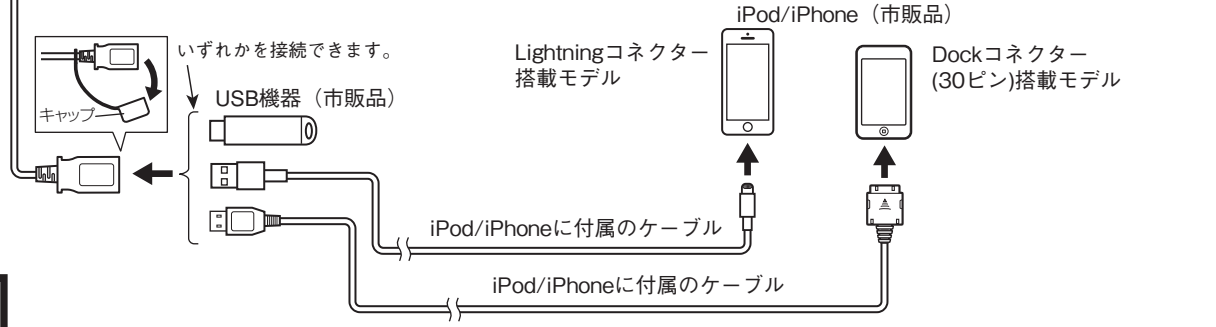 iPod/iPhone（市販品）
いずれかを接続できます。
Lightningコネクター
搭載モデル
Dockコネクター
(30ピン)搭載モデル
キャップ
USB機器（市販品）
iPod/iPhoneに付属のケーブル
iPod/iPhoneに付属のケーブル